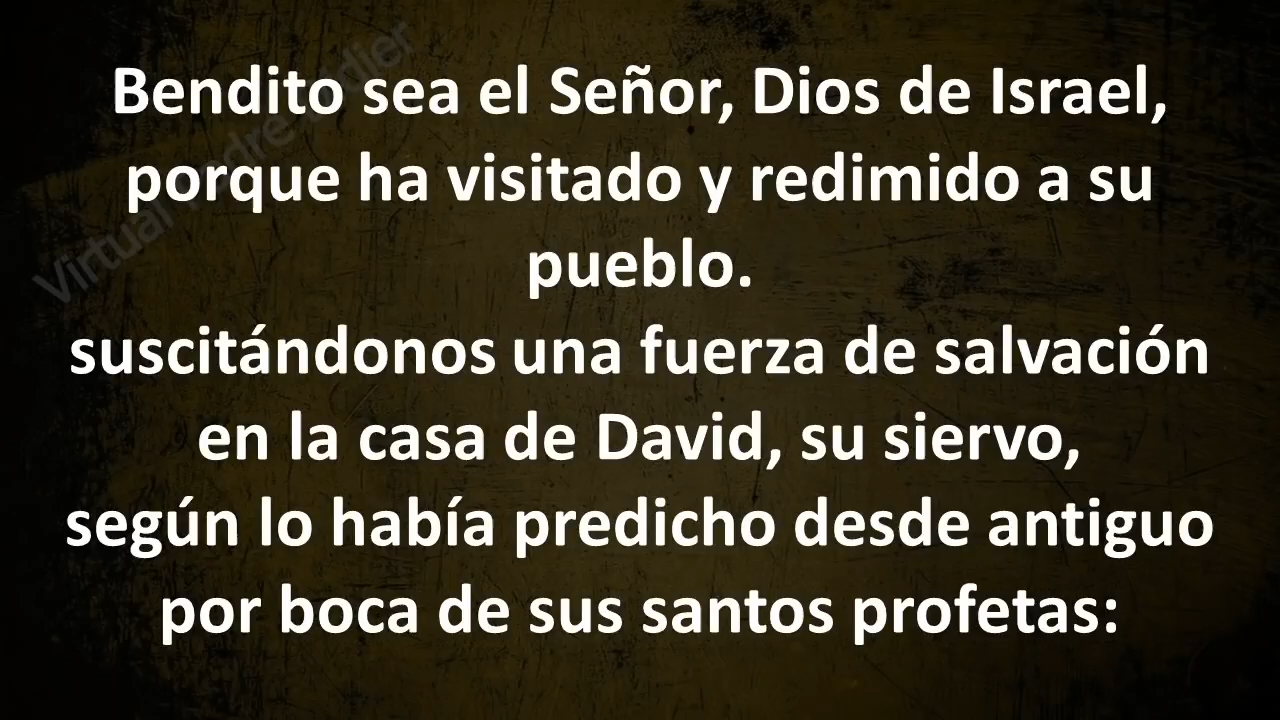 Bendito sea el Señor, Dios de Israel,
porque ha visitado y redimido a su
pueblo.
suscitándonos una fuerza de salvación
en la casa de David, su siervo,
según lo había predicho desde antiguo
por boca de sus santos profetas:
Virtual